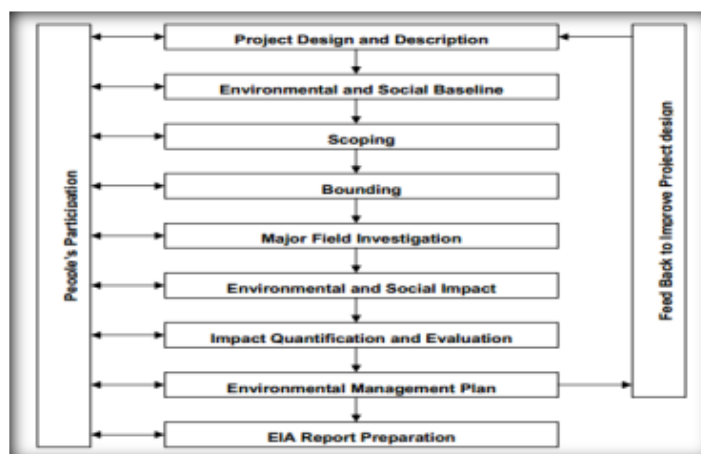 Project Design and Description
Environmental and Social Baseline
Scoping
Bounding
Major Field Investigation
Environmental and Social Impact
Impact Quantification and Evaluation
Environmental Management Plan
EIA Report Preparation
People's Participation
Feed Back to Improve Project design